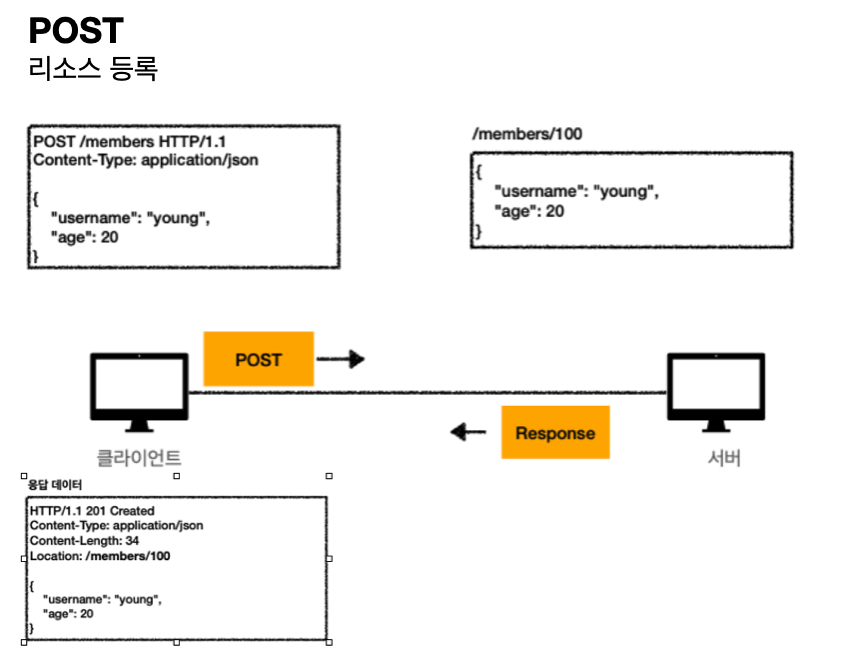 POST
리소스 등록
POST /members HTTP/1.1
Content-Type: application/json
{
"username": "young",
"age": 20
}
/members/100
{
"username": "young",
"age": 20
}
POST
Response
클라이언트
서버
응답 데이터
HTTP/1.1 201 Created
Content-Type: application/json
Content-Length: 34
Location: /members/100
{
"username": "young",
"age": 20
}